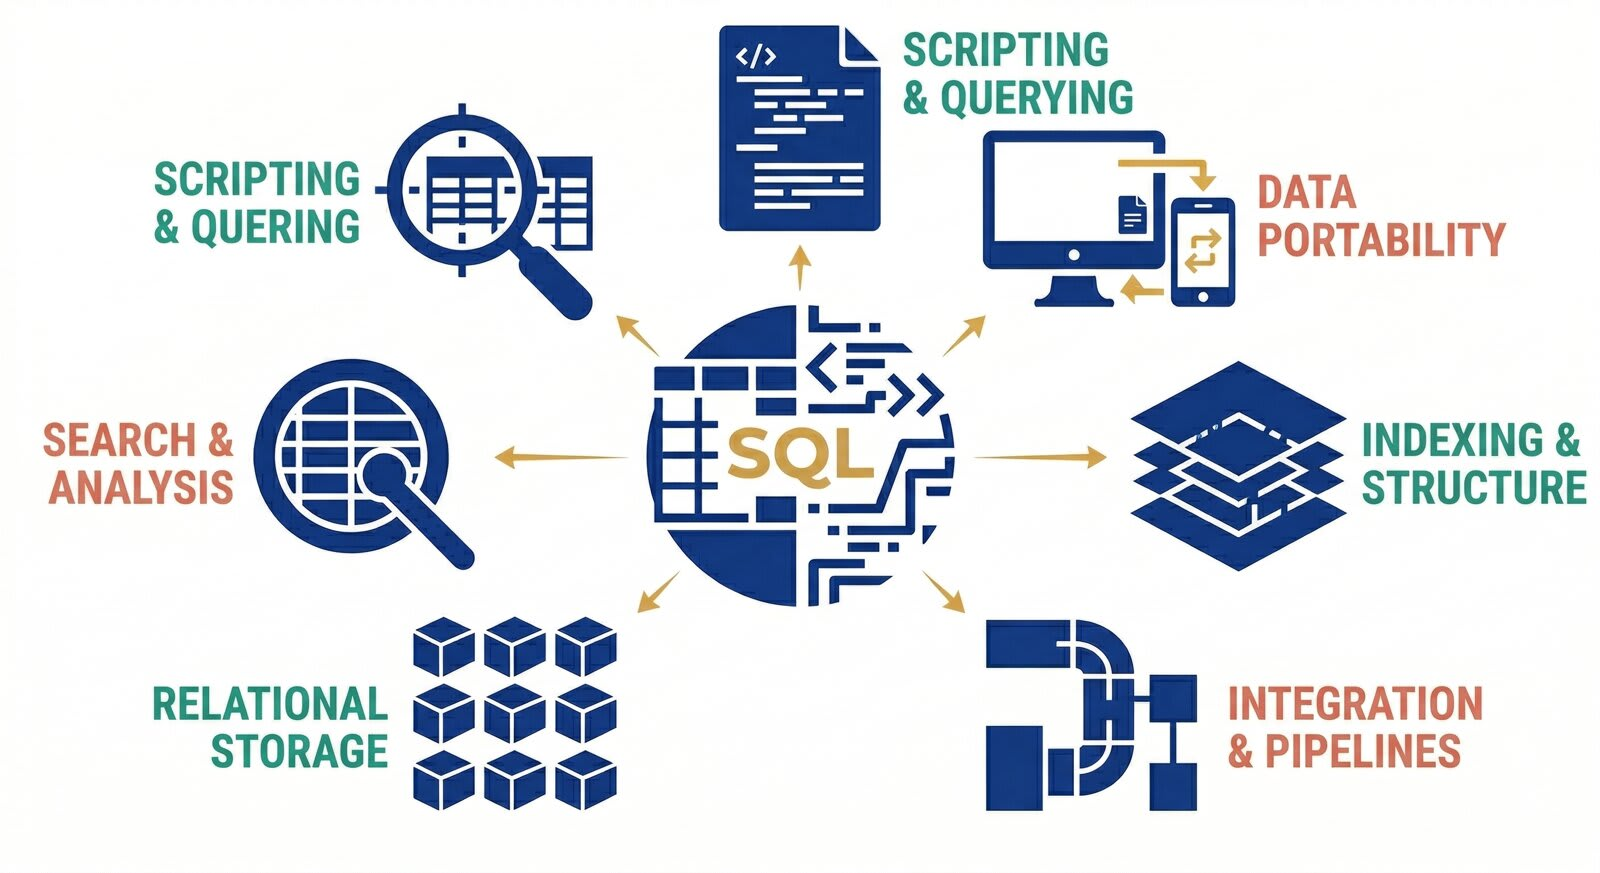 SCRIPTING
& QUERYING
</>
SCRIPTING
& QUERING
DATA
PORTABILITY
SEARCH &
ANALYSIS
SQL
INDEXING &
STRUCTURE
RELATIONAL
STORAGE
INTEGRATION
& PIPELINES